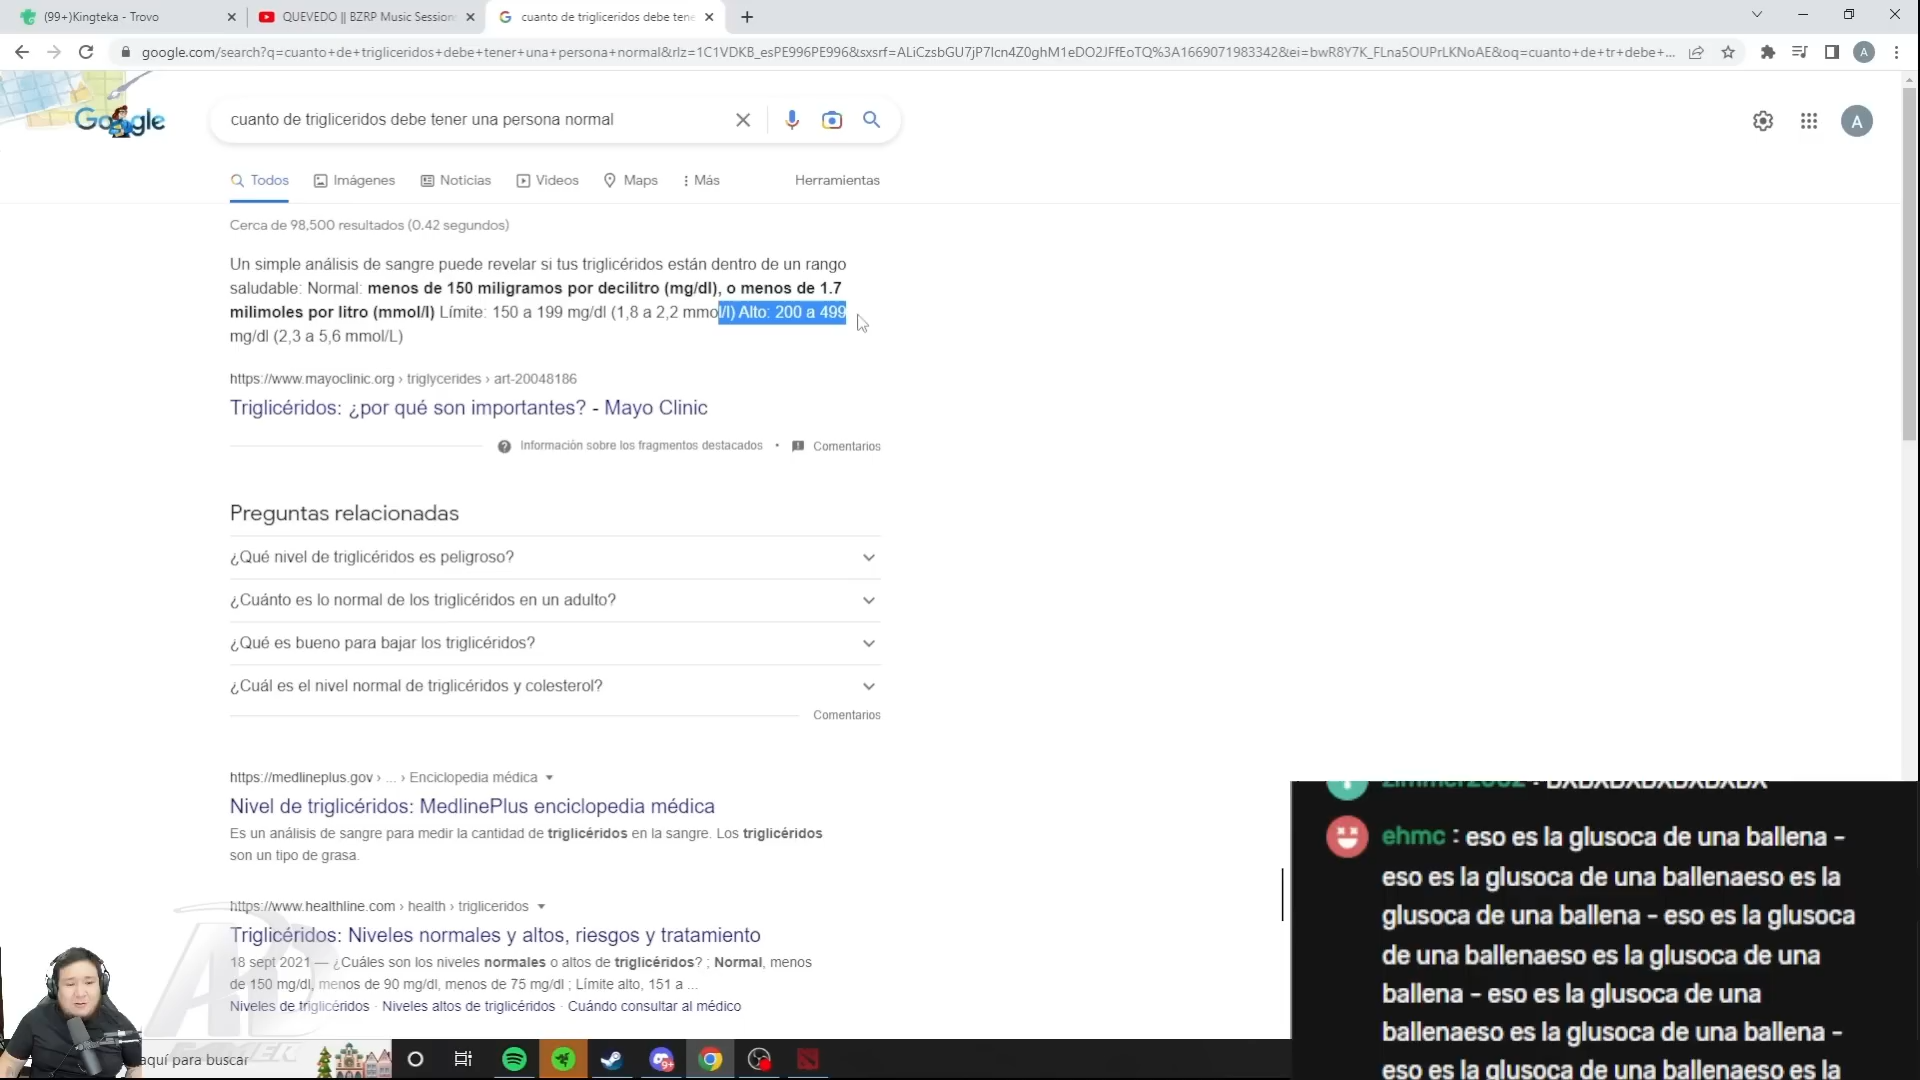 (99+)Kingteka - Trovo
QUEVEDO || BZRP Music Session
cuanto de trigliceridos debe tene
google.com/search?q=cuanto+de+trigliceridos+debe+tener+una+persona+normal&rlz=1C1VDKB_esPE996PE996&sxsrf=ALiCzsbGU7jP7Icn4Z0ghM1eDO2JFfEoTQ%3A1669071983342&ei=bwR8Y7K_FLna5OUPrLKNoAE&oq=cuanto+de+tr+debe+...
A
Google
cuanto de trigliceridos debe tener una persona normal
A
Todos
Imágenes
Noticias
Videos
Maps
Más
Herramientas
Cerca de 98,500 resultados (0.42 segundos)
Un simple análisis de sangre puede revelar si tus triglicéridos están dentro de un rango
saludable: Normal: menos de 150 miligramos por decilitro (mg/dl), o menos de 1.7
milimoles por litro (mmol/l) Límite: 150 a 199 mg/dl (1,8 a 2,2 mmol/l) Alto: 200 a 499
mg/dl (2,3 a 5,6 mmol/L)
https://www.mayoclinic.org › triglycerides › art-20048186
Triglicéridos: ¿por qué son importantes? - Mayo Clinic
Información sobre los fragmentos destacados • Comentarios
Preguntas relacionadas
¿Qué nivel de triglicéridos es peligroso?
¿Cuánto es lo normal de los triglicéridos en un adulto?
¿Qué es bueno para bajar los triglicéridos?
¿Cuál es el nivel normal de triglicéridos y colesterol?
Comentarios
https://medlineplus.gov › ... › Enciclopedia médica
Nivel de triglicéridos: MedlinePlus enciclopedia médica
Es un análisis de sangre para medir la cantidad de triglicéridos en la sangre. Los triglicéridos
son un tipo de grasa.
https://www.healthline.com › health › trigliceridos
Triglicéridos: Niveles normales y altos, riesgos y tratamiento
18 sept 2021 — ¿Cuáles son los niveles normales o altos de triglicéridos? ; Normal, menos
de 150 mg/dl, menos de 90 mg/dl, menos de 75 mg/dl ; Límite alto, 151 a ...
Niveles de triglicéridos · Niveles altos de triglicéridos · Cuándo consultar al médico
aquí para buscar
9+
ehmc : eso es la glusoca de una ballena -
eso es la glusoca de una ballenaeso es la
glusoca de una ballena - eso es la glusoca
de una ballenaeso es la glusoca de una
ballena - eso es la glusoca de una
ballenaeso es la glusoca de una ballena -
eso es la glusoca de una ballenaeso es la